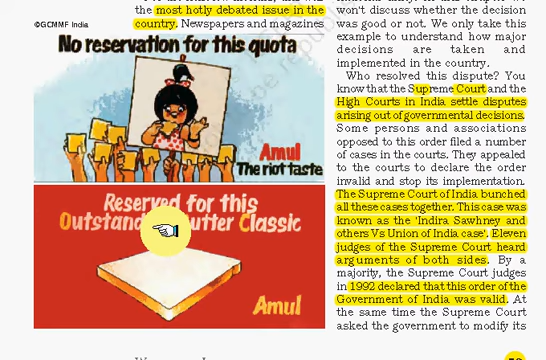 the most hotly debated issue in the
country. Newspapers and magazines
©GCMMF India
No reservation for this quota
Amul
The riot taste
Reserved for this
Classic
Amul
won't discuss whether the decision
was good or not. We only take this
example to understand how major
decisions are taken and
implemented in the country.
Who resolved this dispute? You
know that the Supreme Court and the
High Courts in India settle disputes
arising out of governmental decisions.
Some persons and associations
opposed to this order filed a number
of cases in the courts. They appealed
to the courts to declare the order
invalid and stop its implementation.
The Supreme Court of India bunched
all these cases together. This case was
known as the 'Indira Sawhney and
others Vs Union of India case'. Eleven
judges of the Supreme Court heard
arguments of both sides. By a
majority, the Supreme Court judges
in 1992 declared that this order of the
Government of India was valid. At
the same time the Supreme Court
asked the government to modify its